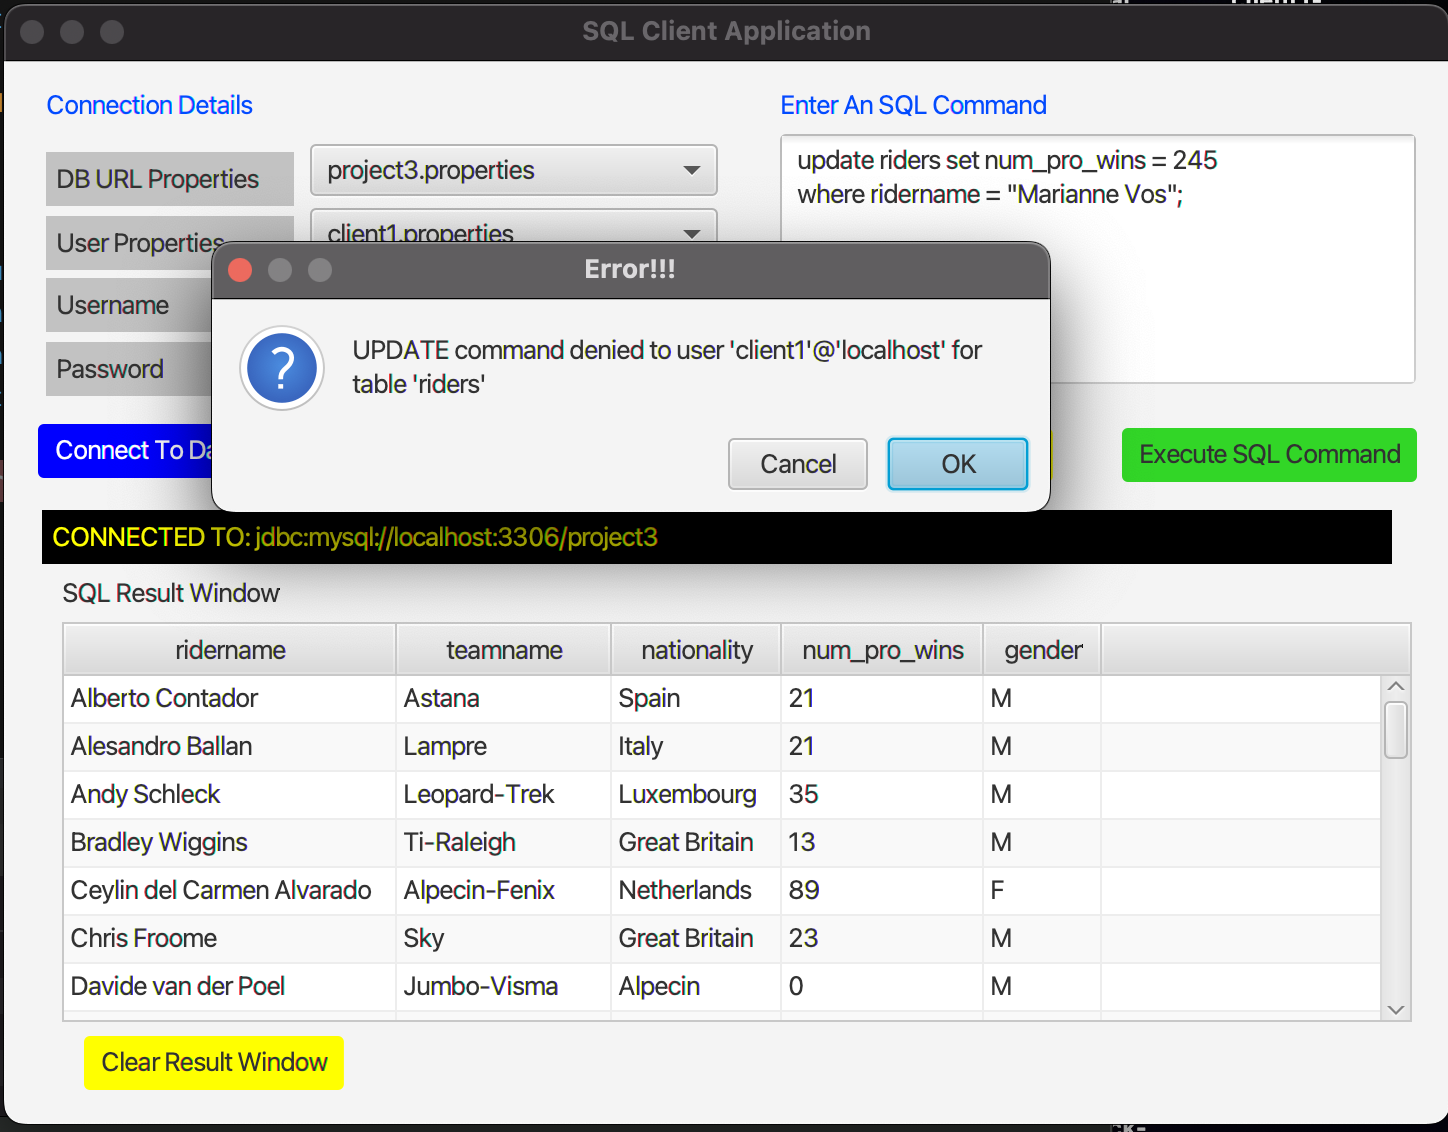 SQL Client Application
Connection Details
Enter An SQL Command
DB URL Properties
project3.properties
update riders set num_pro_wins = 245
where ridername = "Marianne Vos";
User Properties
client1.properties
Error!!!
Username
UPDATE command denied to user 'client1'@'localhost' for
table 'riders'
Password
Connect To Da
Cancel
OK
Execute SQL Command
CONNECTED TO: jdbc:mysql://localhost:3306/project3
SQL Result Window
ridername teamname nationality num_pro_wins gender
Alberto Contador Astana Spain 21 M
Alesandro Ballan Lampre Italy 21 M
Andy Schleck Leopard-Trek Luxembourg 35 M
Bradley Wiggins Ti-Raleigh Great Britain 13 M
Ceylin del Carmen Alvarado Alpecin-Fenix Netherlands 89 F
Chris Froome Sky Great Britain 23 M
Davide van der Poel Jumbo-Visma Alpecin 0 M
Clear Result Window